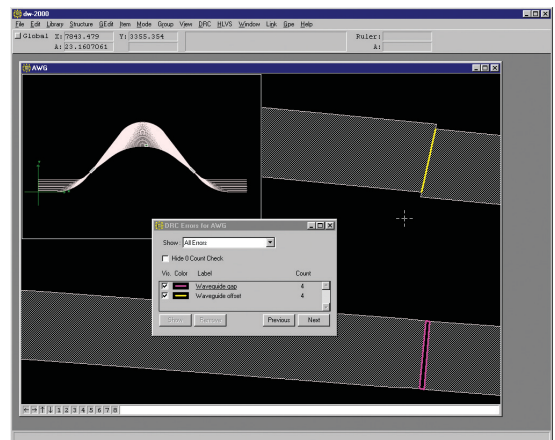 dw-2000
File Edit Library Structure GEdit Item Mode Group View DRC HLVS Window Link Gpe Help
Global X: 7843.479 Y: 3355.354 Ruler:
A: 23.1607061 A:
AWG
DRC Errors for AWG
Show: All Errors
Hide 0 Count Check
Vis. Color Label Count
Waveguide gap 4
Waveguide offset 4
Show Remove Previous Next
1 2 3 4 5 6 7 8